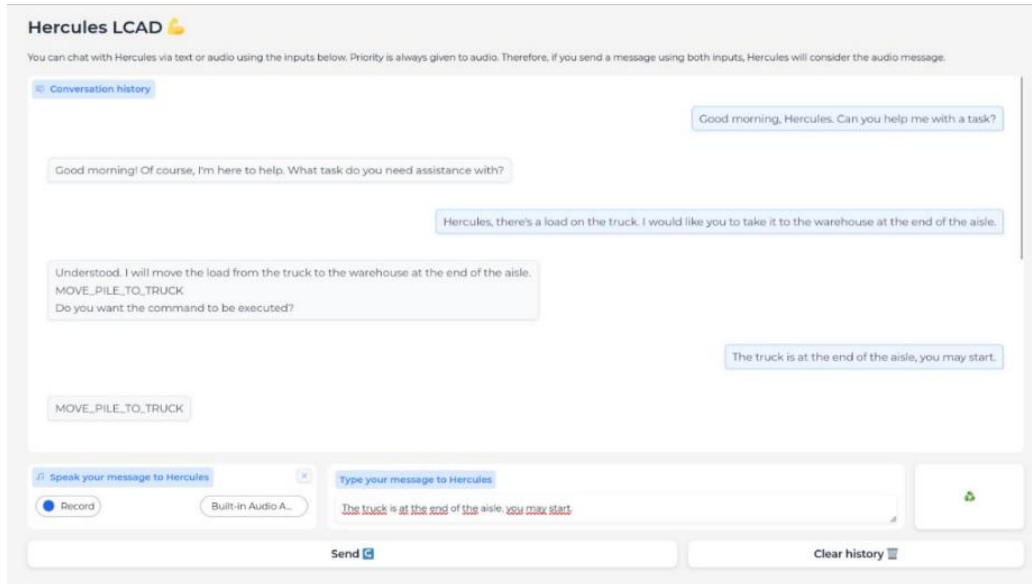 Hercules LCAD 💪
You can chat with Hercules via text or audio using the inputs below. Priority is always given to audio. Therefore, if you send a message using both inputs, Hercules will consider the audio message.
Conversation history
Good morning, Hercules. Can you help me with a task?
Good morning! Of course, I'm here to help. What task do you need assistance with?
Hercules, there's a load on the truck. I would like you to take it to the warehouse at the end of the aisle.
Understood. I will move the load from the truck to the warehouse at the end of the aisle.
MOVE_PILE_TO_TRUCK
Do you want the command to be executed?
The truck is at the end of the aisle, you may start.
MOVE_PILE_TO_TRUCK
Speak your message to Hercules
Record
Built-in Audio A...
Type your message to Hercules
The truck is at the end of the aisle, you may start.
Send
Clear history